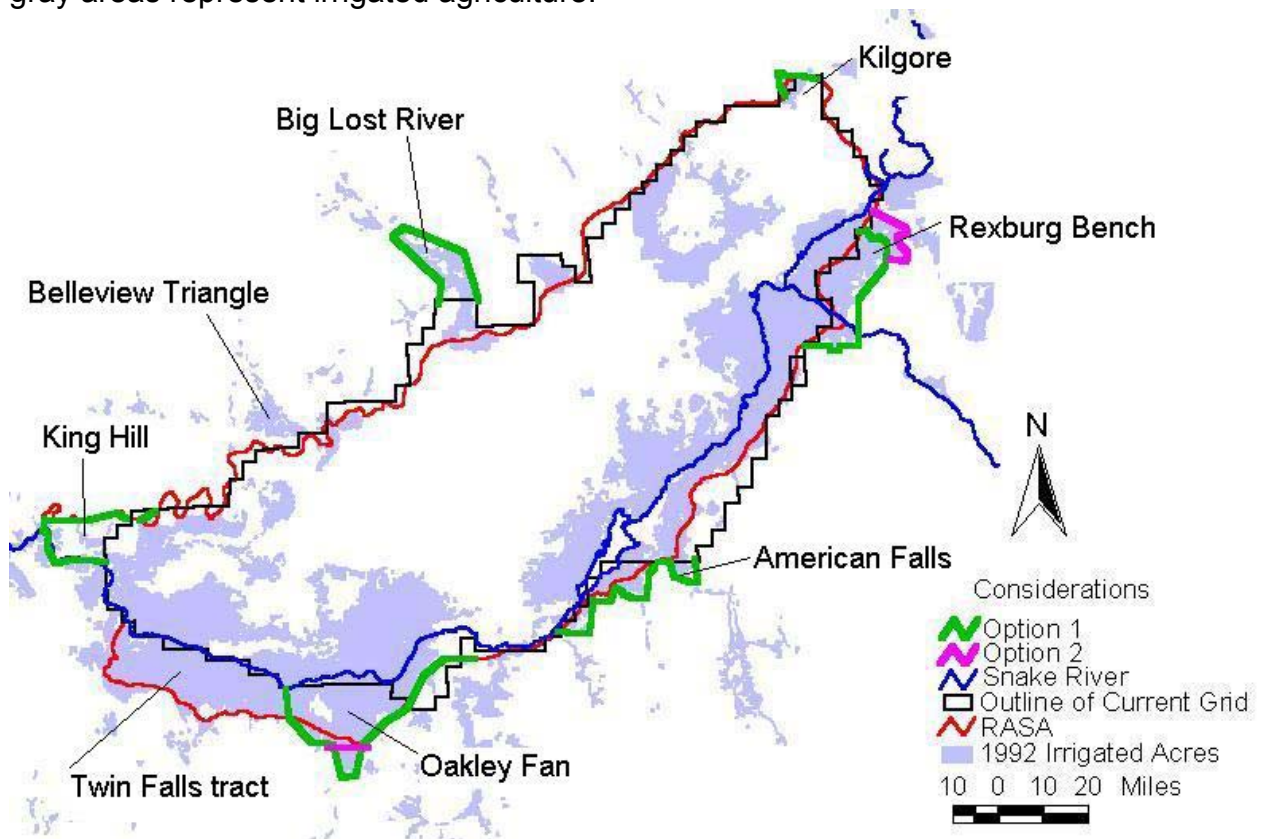 gray areas represent irrigated agriculture.
Kilgore
Big Lost River
Rexburg Bench
Belleview Triangle
King Hill
N
American Falls
Considerations
Option 1
Option 2
Snake River
Outline of Current Grid
RASA
1992 Irrigated Acres
Oakley Fan
Twin Falls tract
10 0 10 20 Miles